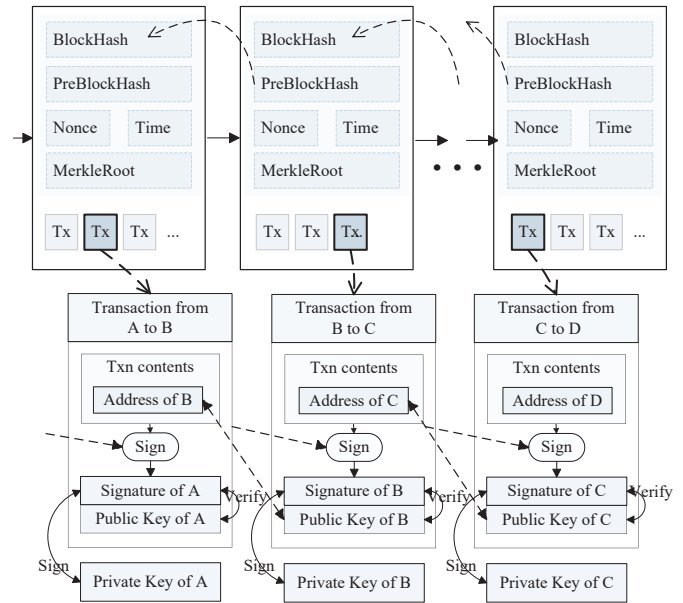 BlockHash
PreBlockHash
Nonce Time
MerkleRoot
Tx Tx Tx ...
BlockHash
PreBlockHash
Nonce Time
MerkleRoot
Tx Tx Tx.
BlockHash
PreBlockHash
Nonce Time
MerkleRoot
Tx Tx Tx ...
Transaction from
A to B
Txn contents
Address of B
Sign
Signature of A
Verify
Public Key of A
Sign
Private Key of A
Transaction from
B to C
Txn contents
Address of C
Sign
Signature of B
Verify
Public Key of B
Sign
Private Key of B
Transaction from
C to D
Txn contents
Address of D
Sign
Signature of C
Verify
Public Key of C
Sign
Private Key of C